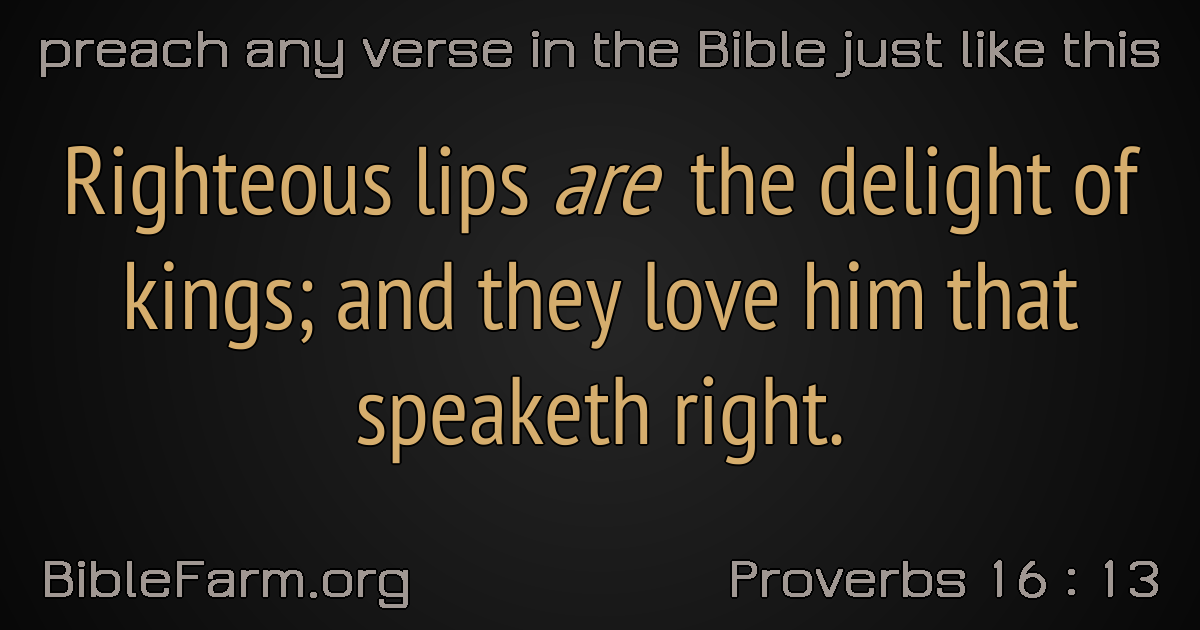 preach any verse in the Bible just like this
Righteous lips are the delight of
kings; and they love him that
speaketh right.
BibleFarm.org
Proverbs 16 : 13